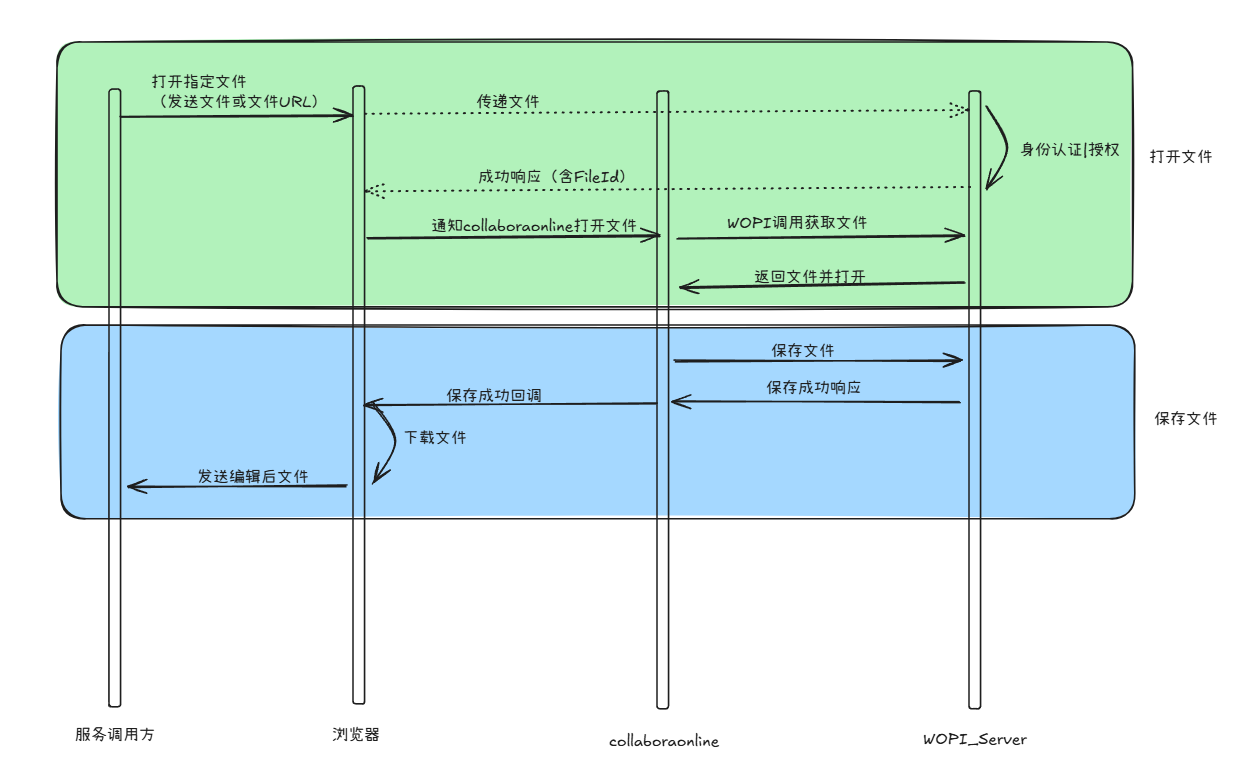 打开指定文件
（发送文件或文件URL）
传递文件
身份认证|授权
打开文件
成功响应（含FileId）
通知collaboraonline打开文件
WOPI调用获取文件
返回文件并打开
保存文件
保存成功响应
保存成功回调
保存文件
下载文件
发送编辑后文件
服务调用方
浏览器
collaboraonline
WOPI_Server